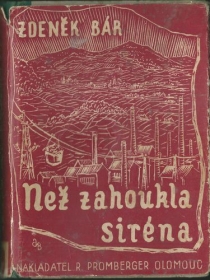 ZDENĚK BÁR
Než zahoukla
siréna
NAKLADATEL R. PROMBERGER OLOMOUC